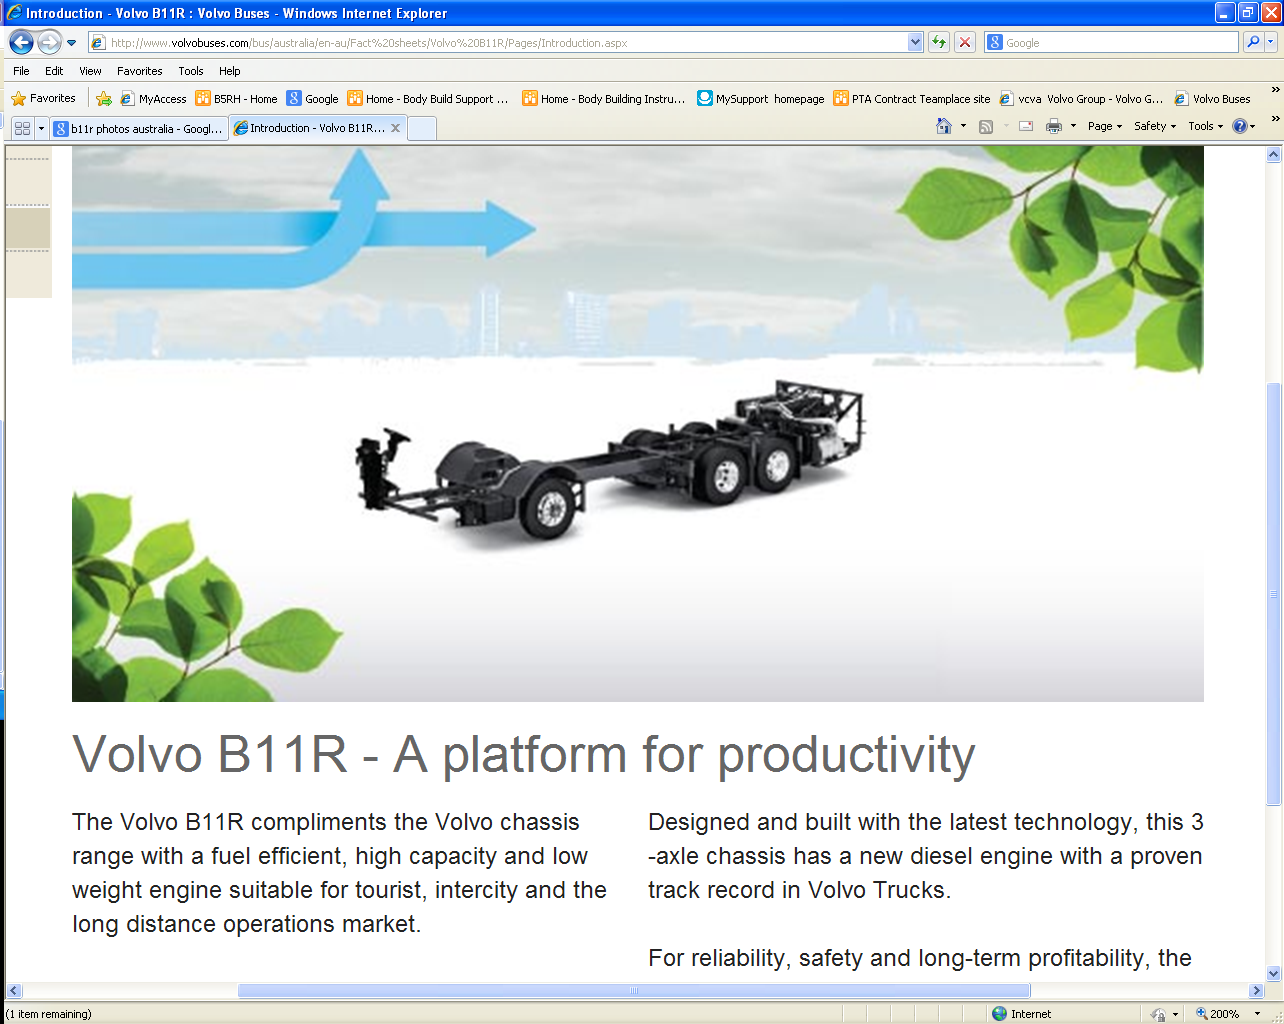 Introduction - Volvo B11R : Volvo Buses - Windows Internet Explorer
http://www.volvobuses.com/bus/australia/en-au/Fact%20sheets/Volvo%20B11R/Pages/Introduction.aspx
Google
File Edit View Favorites Tools Help
Favorites MyAccess B5RH - Home Google Home - Body Build Support ... Home - Body Building Instru... MySupport homepage PTA Contract Teamplace site vcva Volvo Group - Volvo G... Volvo Buses
b11r photos australia - Googl... Introduction - Volvo B11R... Page Safety Tools
Volvo B11R - A platform for productivity
The Volvo B11R compliments the Volvo chassis
range with a fuel efficient, high capacity and low
weight engine suitable for tourist, intercity and the
long distance operations market.
Designed and built with the latest technology, this 3
-axle chassis has a new diesel engine with a proven
track record in Volvo Trucks.
For reliability, safety and long-term profitability, the
(1 item remaining) Internet 200%